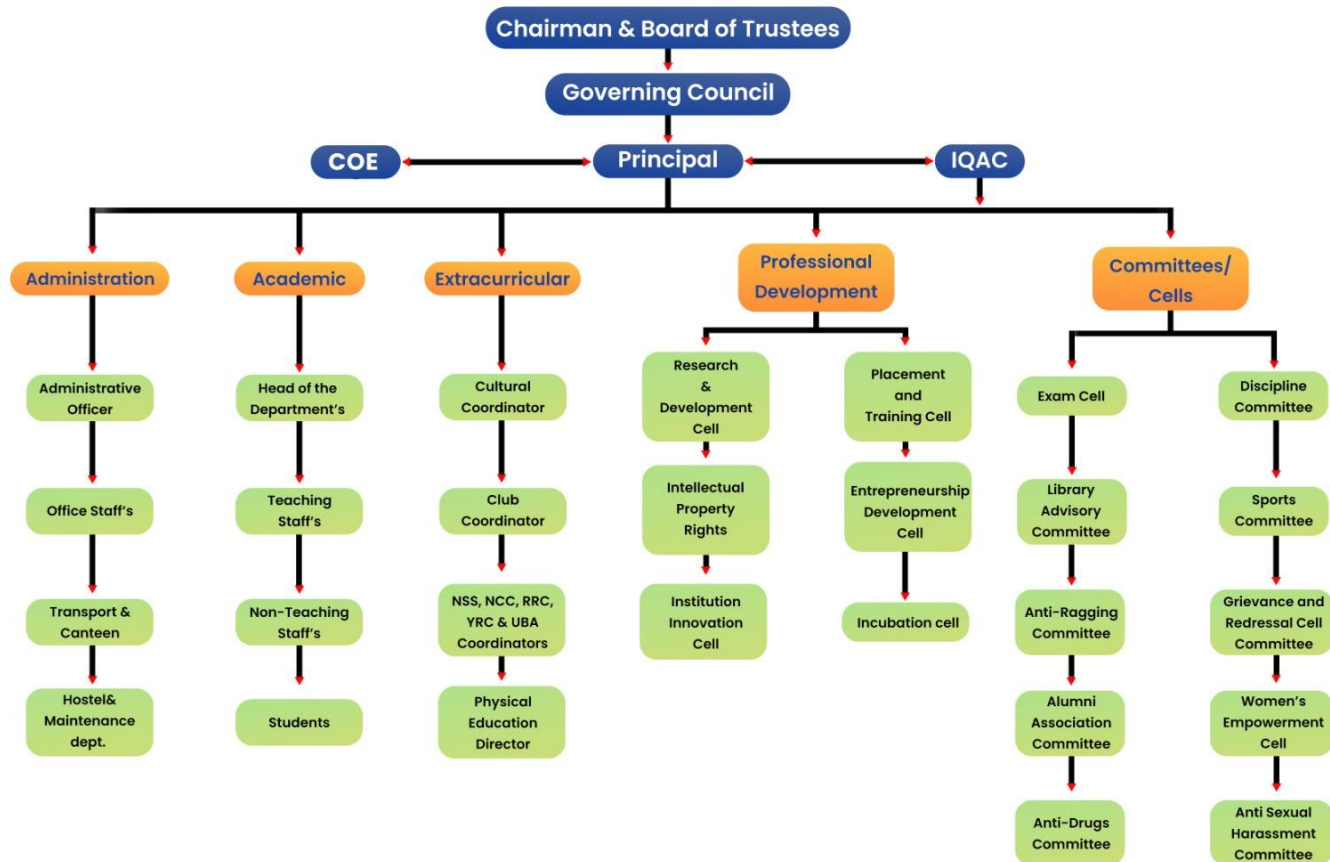 Chairman & Board of Trustees
Governing Council
COE
Principal
IQAC
Administration
Academic
Extracurricular
Professional
Development
Committees/
Cells
Administrative
Officer
Office Staff's
Transport &
Canteen
Hostel&
Maintenance
dept.
Head of the
Department's
Teaching
Staff's
Non-Teaching
Staff's
Students
Cultural
Coordinator
Club
Coordinator
NSS, NCC, RRC,
YRC & UBA
Coordinators
Physical
Education
Director
Research
&
Development
Cell
Intellectual
Property
Rights
Institution
Innovation
Cell
Placement
and
Training Cell
Entrepreneurship
Development
Cell
Incubation cell
Exam Cell
Library
Advisory
Committee
Anti-Ragging
Committee
Alumni
Association
Committee
Anti-Drugs
Committee
Discipline
Committee
Sports
Committee
Grievance and
Redressal Cell
Committee
Women's
Empowerment
Cell
Anti Sexual
Harassment
Committee